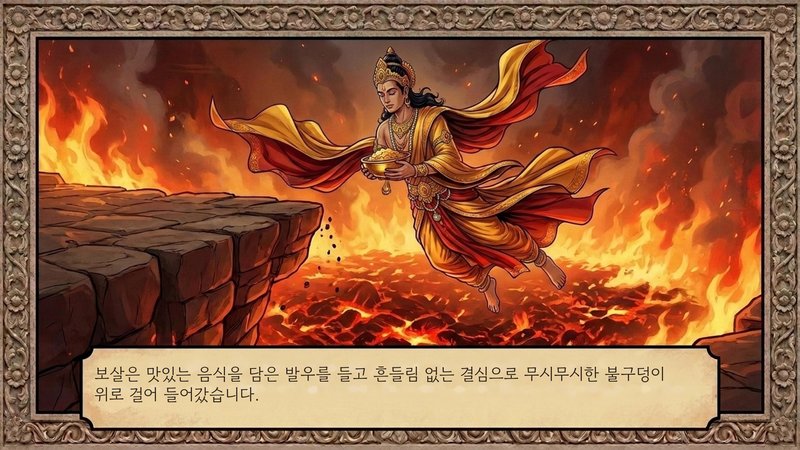 보살은 맛있는 음식을 담은 발우를 들고 흔들림 없는 결심으로 무시무시한 불구덩이
위로 걸어 들어갔습니다.